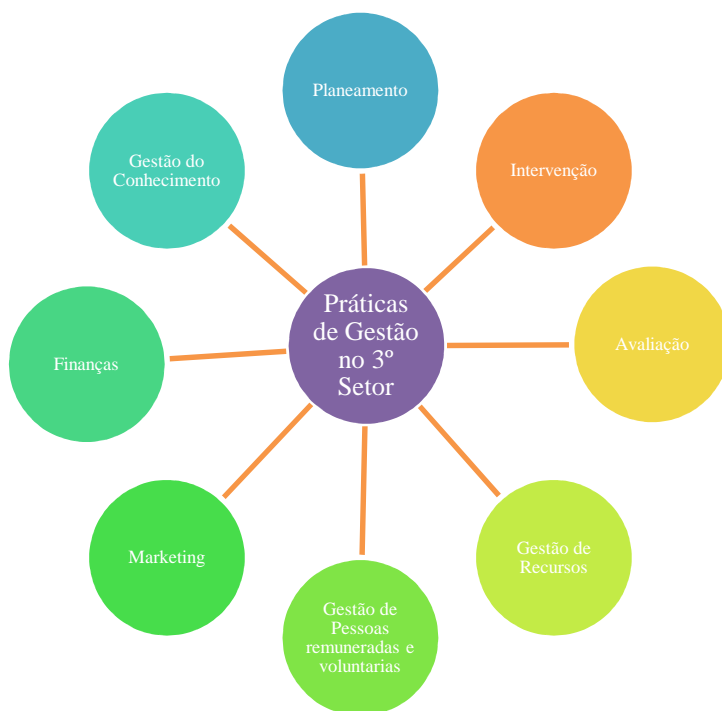 Planeamento
Intervenção
Avaliação
Gestão de
Recursos
Gestão de
Pessoas
remuneradas e
voluntarias
Marketing
Finanças
Gestão do
Conhecimento
Práticas
de Gestão
no 3º
Setor